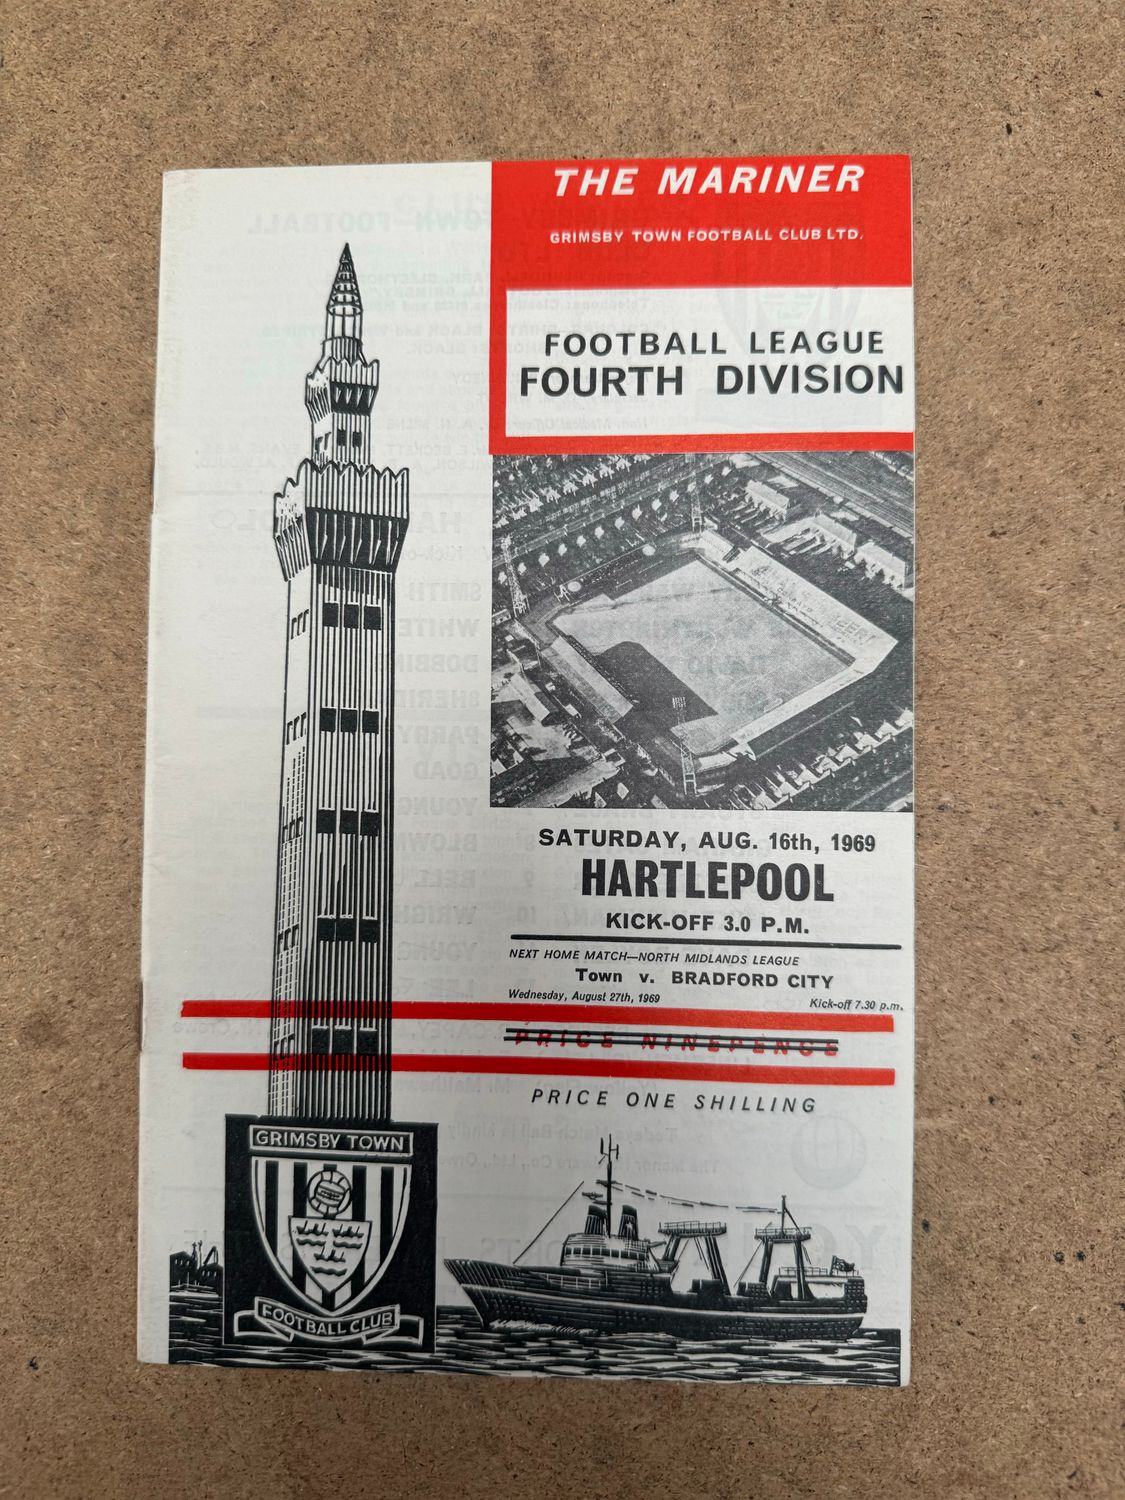 THE MARINER
GRIMSBY TOWN FOOTBALL CLUB LTD.
FOOTBALL LEAGUE
FOURTH DIVISION
SATURDAY, AUG. 16th, 1969
HARTLEPOOL
KICK-OFF 3.0 P.M.
NEXT HOME MATCH—NORTH MIDLANDS LEAGUE
Town v. BRADFORD CITY
Wednesday, August 27th, 1969 Kick-off 7.30 p.m.
PRICE NINEPENCE
PRICE ONE SHILLING
GRIMSBY TOWN
FOOTBALL CLUB